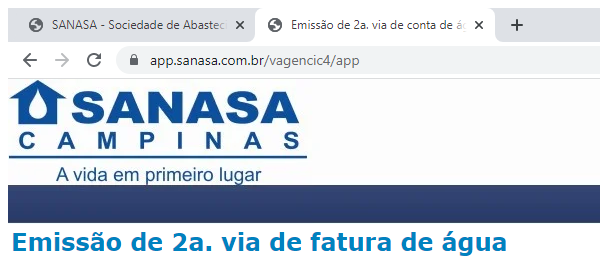 SANASA - Sociedade de Abastec
Emissão de 2a. via de conta de ág
app.sanasa.com.br/vagencic4/app
SANASA
CAMPINAS
A vida em primeiro lugar
Emissão de 2a. via de fatura de água